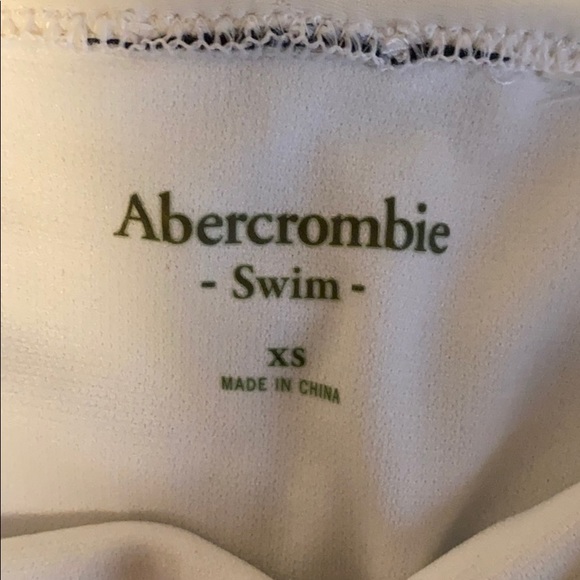 Abercrombie
- Swim -
XS
MADE IN CHINA